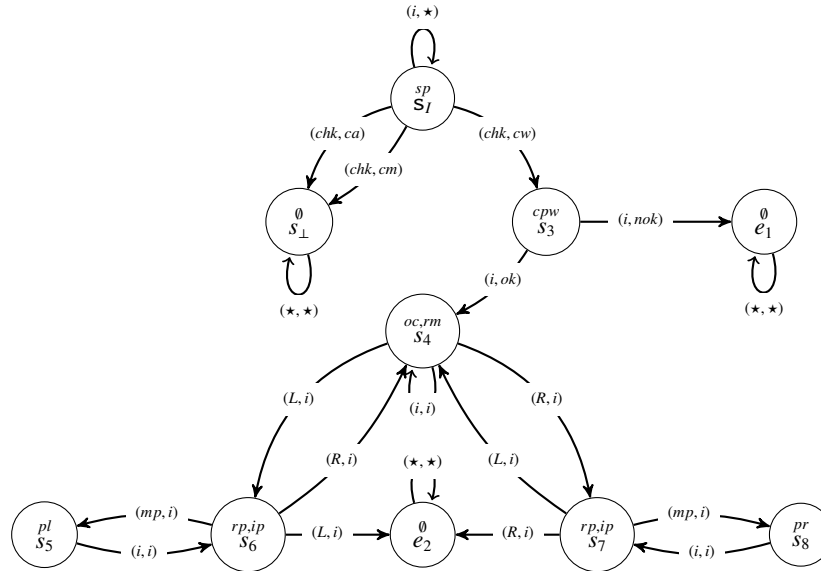 (i, ⋆)
sp
s_I
(chk, ca)
(chk, cm)
(chk, cw)
∅
s_⊥
cpw
s_3
(i, nok)
∅
e_1
(⋆, ⋆)
(i, ok)
(⋆, ⋆)
oc,rm
s_4
(L, i)
(i, i)
(R, i)
(R, i)
(⋆, ⋆)
(L, i)
pl
s_5
(mp, i)
(i, i)
rp,ip
s_6
(L, i)
∅
e_2
(R, i)
rp,ip
s_7
(mp, i)
(i, i)
pr
s_8